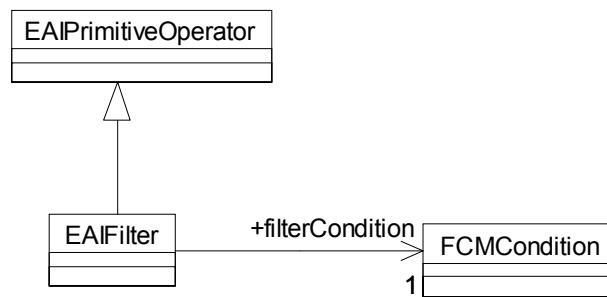 EAIPrimitiveOperator
EAIFilter
+filterCondition
FCMCondition
1